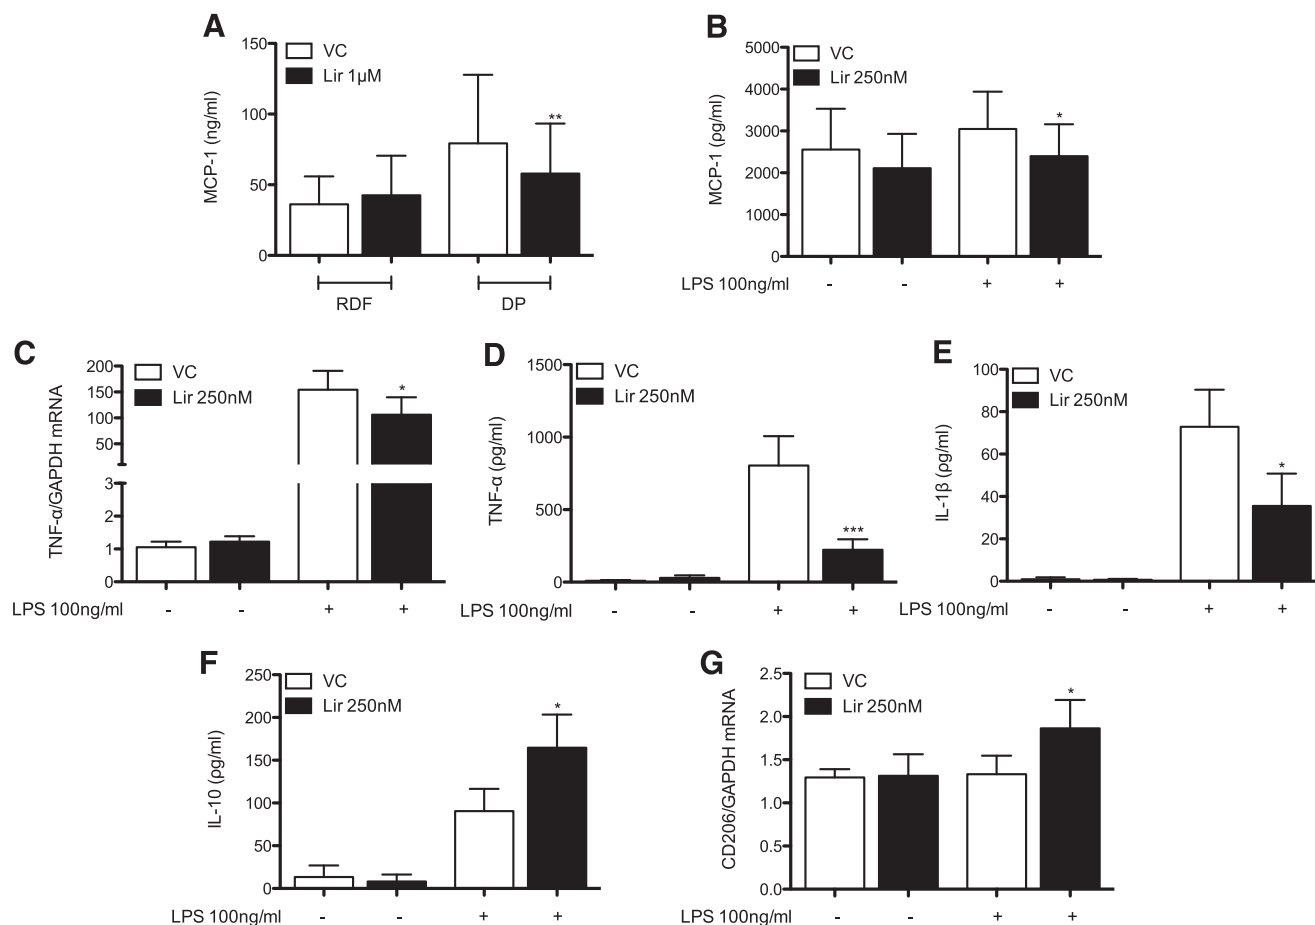 A
VC
Lir 1µM
MCP-1 (ng/ml)
150
100
50
0
**
RDF
DP
B
VC
Lir 250nM
MCP-1 (ρg/ml)
5000
4000
3000
2000
1000
0
*
LPS 100ng/ml - - + +
C
VC
Lir 250nM
TNF-α/GAPDH mRNA
200
150
100
50
3
2
1
0
*
LPS 100ng/ml - - + +
D
VC
Lir 250nM
TNF-α (ρg/ml)
1500
1000
500
0
***
- - + +
E
VC
Lir 250nM
IL-1β (ρg/ml)
100
80
60
40
20
0
*
LPS 100ng/ml - - + +
F
VC
Lir 250nM
IL-10 (ρg/ml)
250
200
150
100
50
0
*
LPS 100ng/ml - - + +
G
VC
Lir 250nM
CD206/GAPDH mRNA
2.5
2.0
1.5
1.0
0.5
0.0
*
LPS 100ng/ml - - + +